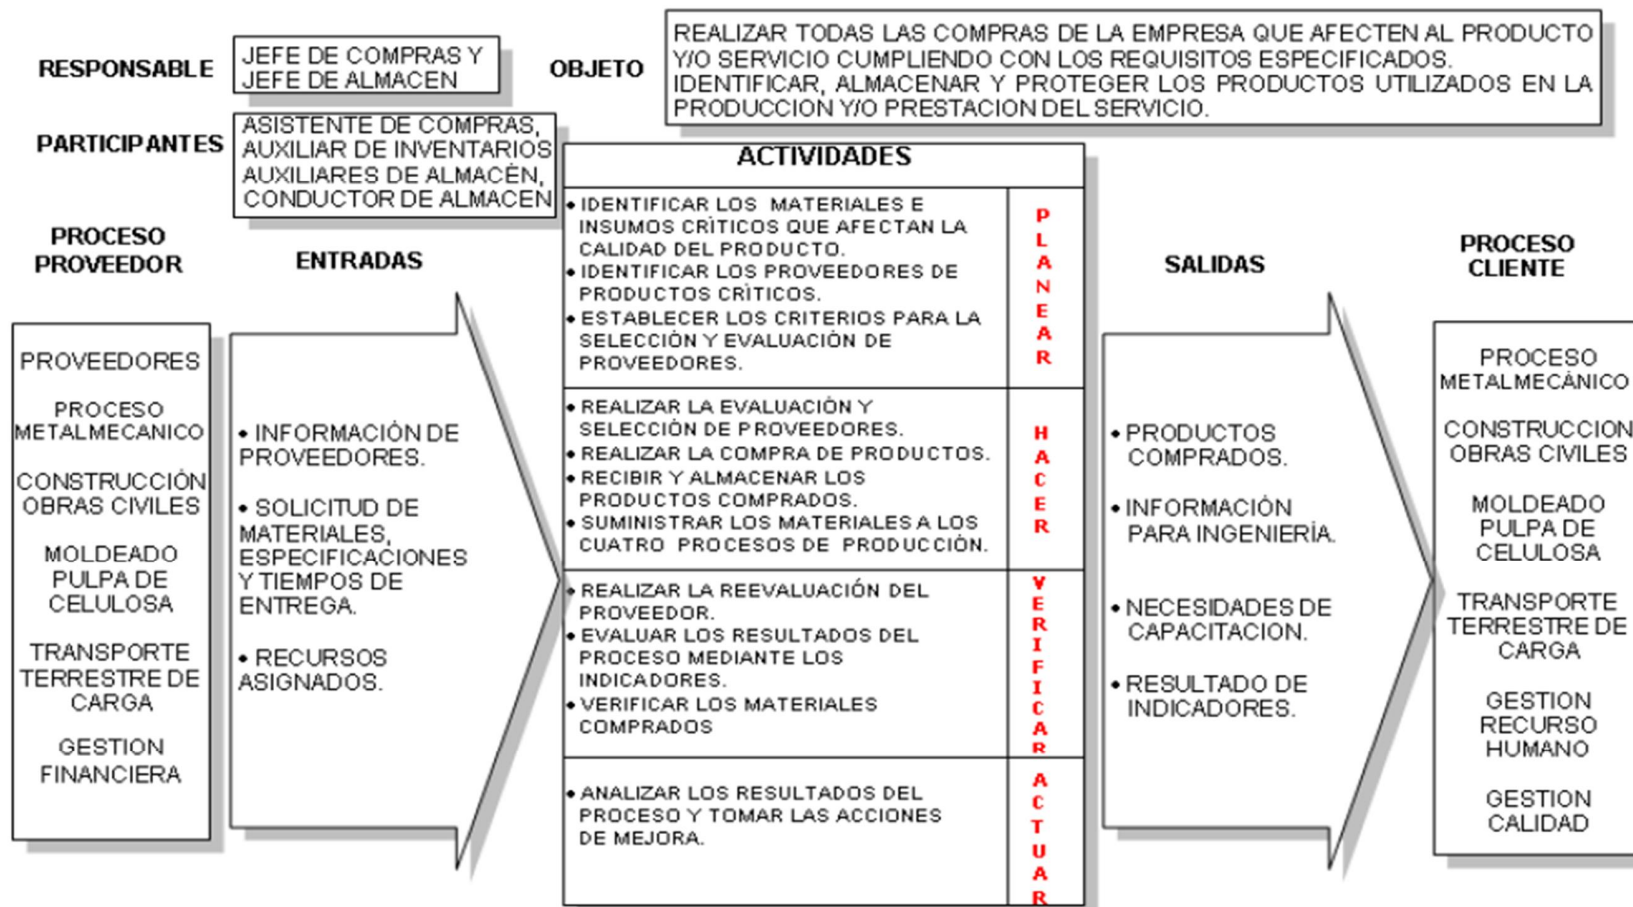 RESPONSABLE
JEFE DE COMPRAS Y
JEFE DE ALMACEN
OBJETO
REALIZAR TODAS LAS COMPRAS DE LA EMPRESA QUE AFECTEN AL PRODUCTO
Y/O SERVICIO CUMPLIENDO CON LOS REQUISITOS ESPECIFICADOS.
IDENTIFICAR, ALMACENAR Y PROTEGER LOS PRODUCTOS UTILIZADOS EN LA
PRODUCCION Y/O PRESTACION DEL SERVICIO.
PARTICIPANTES
ASISTENTE DE COMPRAS,
AUXILIAR DE INVENTARIOS
AUXILIARES DE ALMACÉN,
CONDUCTOR DE ALMACEN
PROCESO
PROVEEDOR
PROVEEDORES
PROCESO
METALMECANICO
CONSTRUCCIÓN
OBRAS CIVILES
MOLDEADO
PULPA DE
CELULOSA
TRANSPORTE
TERRESTRE DE
CARGA
GESTION
FINANCIERA
ENTRADAS
• INFORMACIÓN DE
PROVEEDORES.
• SOLICITUD DE
MATERIALES,
ESPECIFICACIONES
Y TIEMPOS DE
ENTREGA.
• RECURSOS
ASIGNADOS.
ACTIVIDADES
• IDENTIFICAR LOS MATERIALES E
INSUMOS CRÍTICOS QUE AFECTAN LA
CALIDAD DEL PRODUCTO.
• IDENTIFICAR LOS PROVEEDORES DE
PRODUCTOS CRÍTICOS.
• ESTABLECER LOS CRITERIOS PARA LA
SELECCIÓN Y EVALUACIÓN DE
PROVEEDORES.
PLANEAR
• REALIZAR LA EVALUACIÓN Y
SELECCIÓN DE PROVEEDORES.
• REALIZAR LA COMPRA DE PRODUCTOS.
• RECIBIR Y ALMACENAR LOS
PRODUCTOS COMPRADOS.
• SUMINISTRAR LOS MATERIALES A LOS
CUATRO PROCESOS DE PRODUCCIÓN.
HACER
• REALIZAR LA REEVALUACIÓN DEL
PROVEEDOR.
• EVALUAR LOS RESULTADOS DEL
PROCESO MEDIANTE LOS
INDICADORES.
• VERIFICAR LOS MATERIALES
COMPRADOS
VERIFICAR
• ANALIZAR LOS RESULTADOS DEL
PROCESO Y TOMAR LAS ACCIONES
DE MEJORA.
ACTUAR
SALIDAS
• PRODUCTOS
COMPRADOS.
• INFORMACIÓN
PARA INGENIERÍA.
• NECESIDADES DE
CAPACITACION.
• RESULTADO DE
INDICADORES.
PROCESO
CLIENTE
PROCESO
METALMECÁNICO
CONSTRUCCION
OBRAS CIVILES
MOLDEADO
PULPA DE
CELULOSA
TRANSPORTE
TERRESTRE DE
CARGA
GESTION
RECURSO
HUMANO
GESTION
CALIDAD